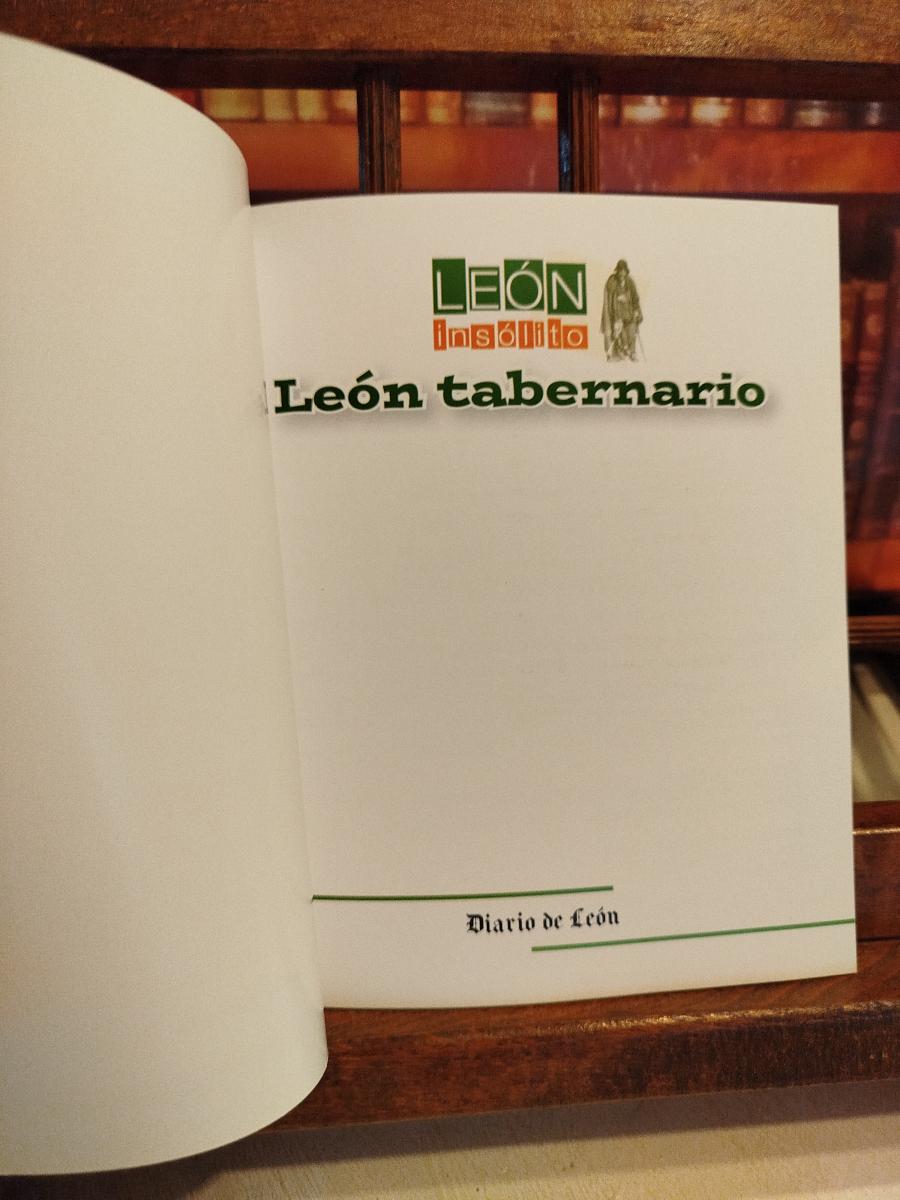 LEÓN
insólito
León tabernario
Diario de León